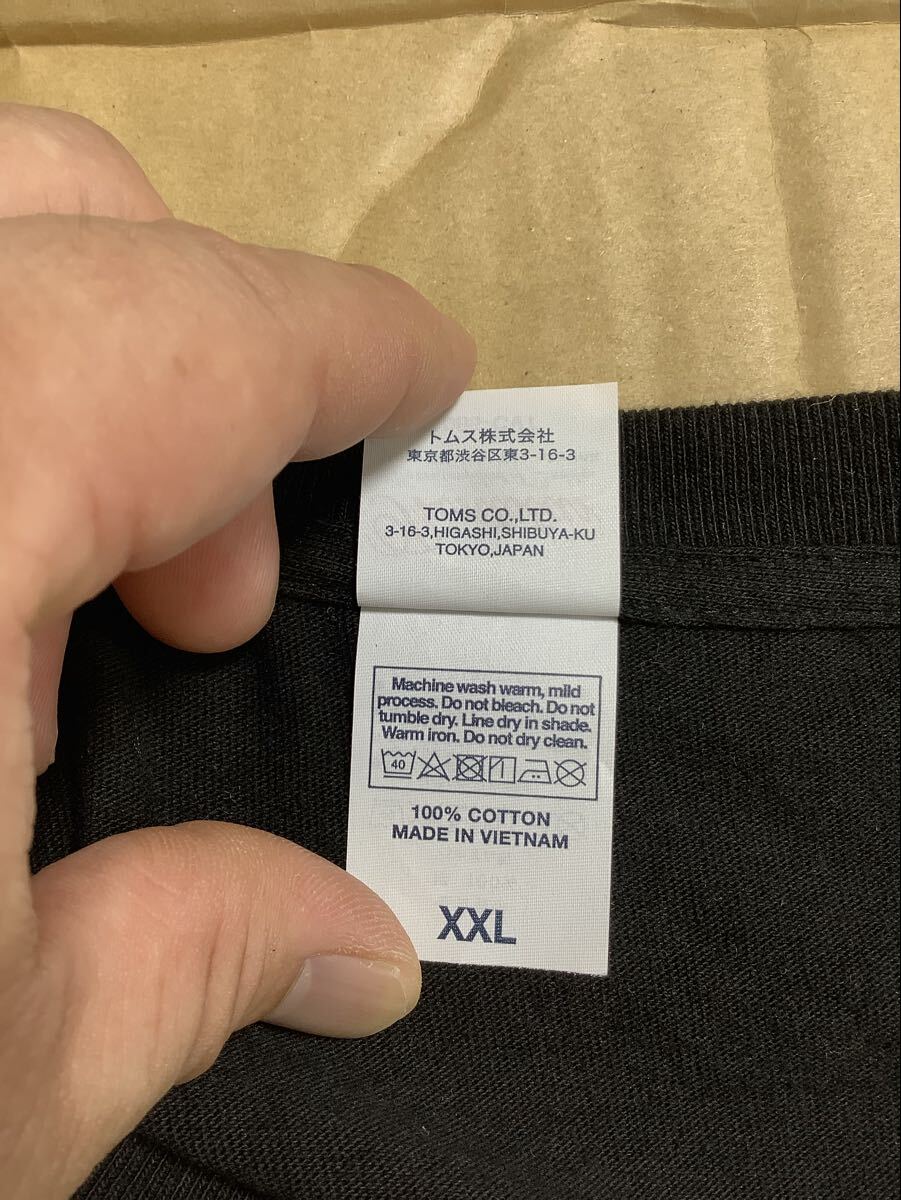 トムス株式会社
東京都渋谷区東3-16-3
TOMS CO.,LTD.
3-16-3,HIGASHI,SHIBUYA-KU
TOKYO,JAPAN
Machine wash warm, mild
process. Do not bleach. Do not
tumble dry. Line dry in shade.
Warm iron. Do not dry clean.
40
100% COTTON
MADE IN VIETNAM
XXL